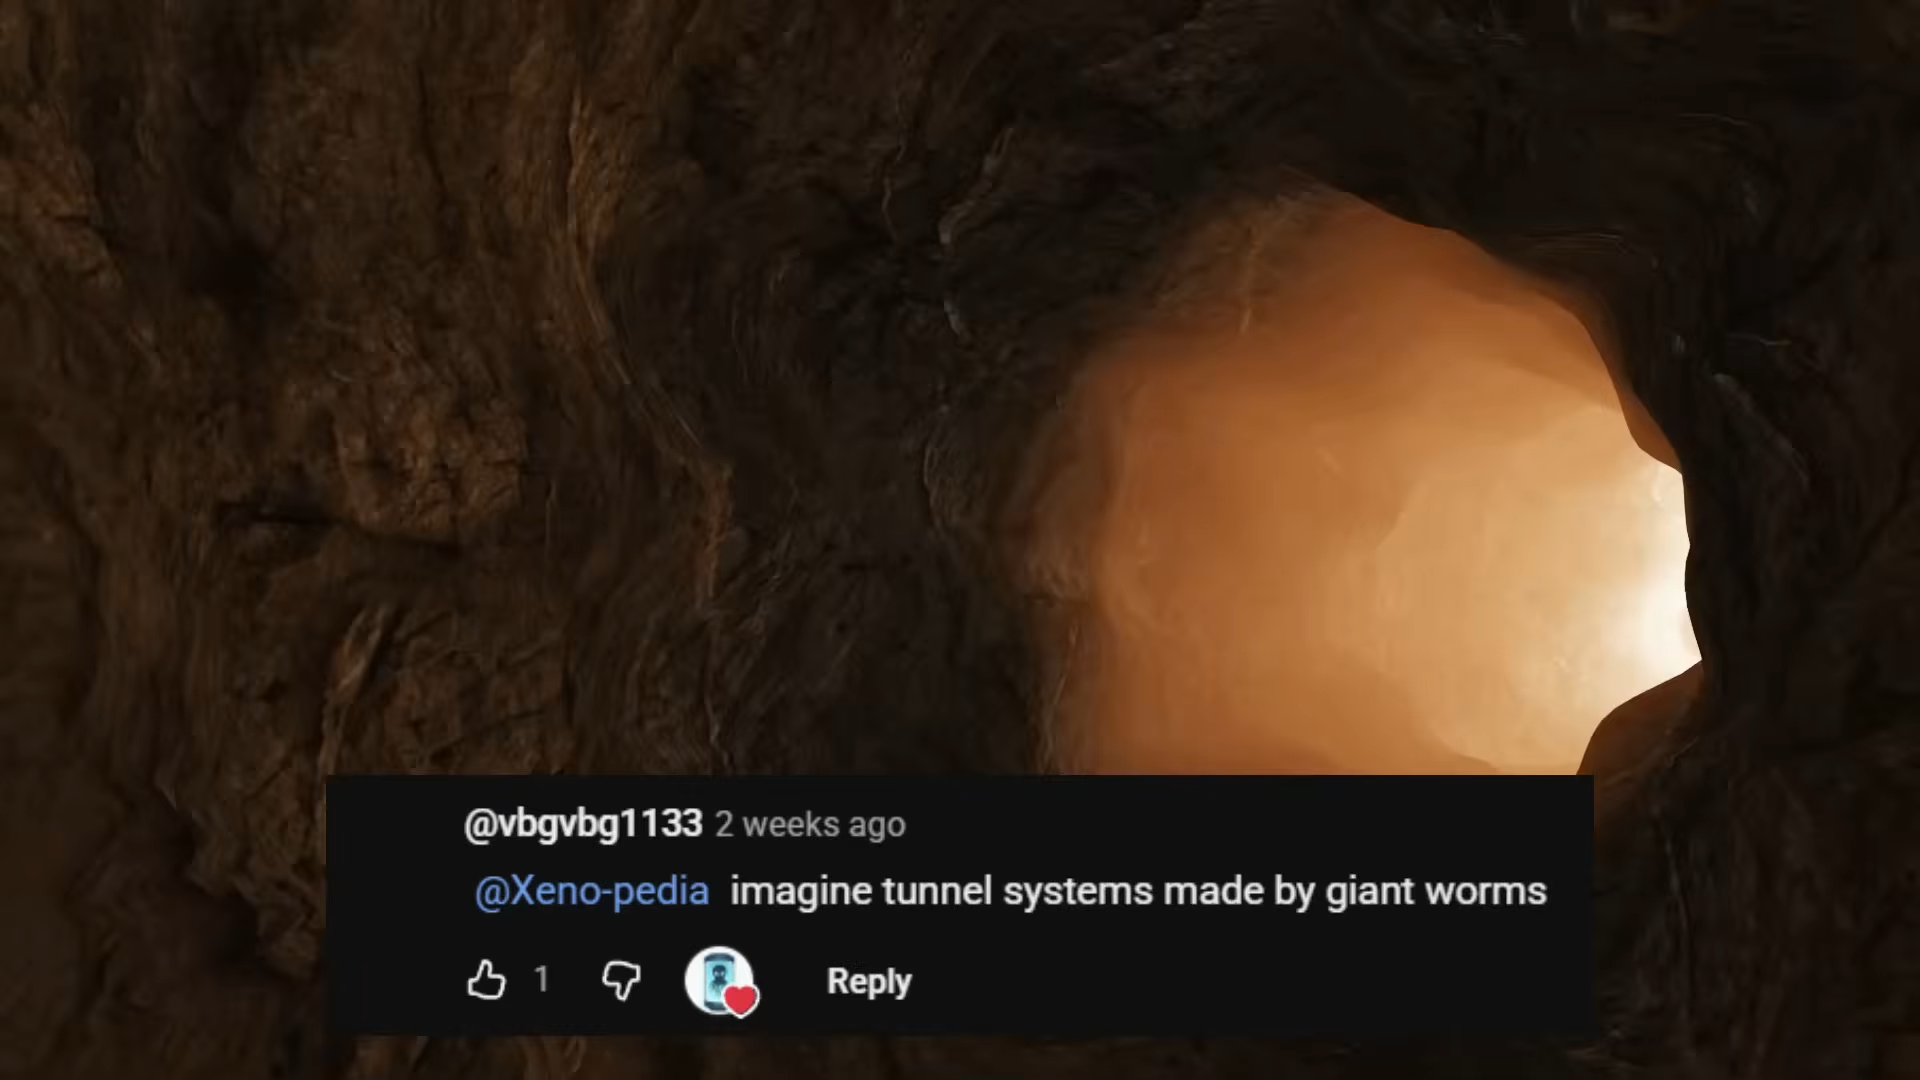 @vbgvbg1133 2 weeks ago
@Xeno-pedia imagine tunnel systems made by giant worms
1 Reply